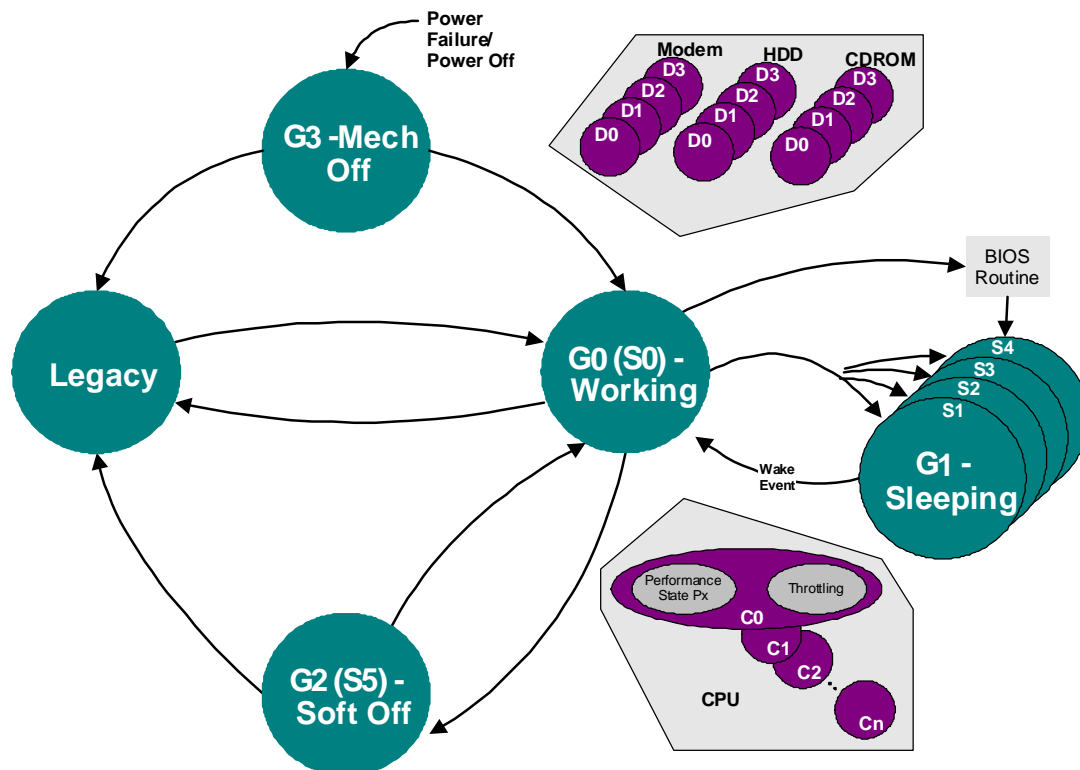 Power
Failure/
Power Off
Modem
HDD
CDROM
D3
D2
D1
D0
D3
D2
D1
D0
D3
D2
D1
D0
G3 -Mech
Off
BIOS
Routine
Legacy
G0 (S0) -
Working
S4
S3
S2
S1
G1 -
Sleeping
Wake
Event
Performance
State Px
Throttling
C0
C1
C2
Cn
CPU
G2 (S5) -
Soft Off